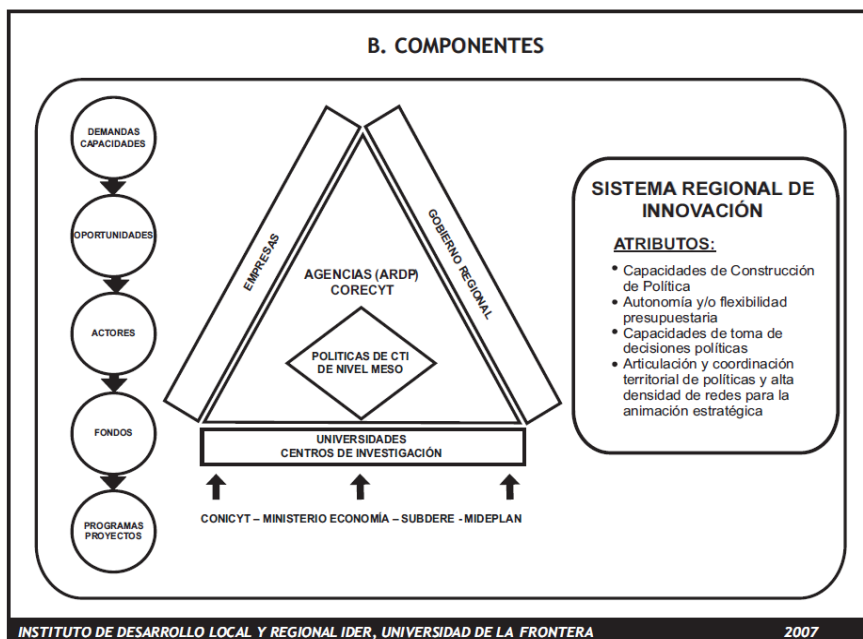 B. COMPONENTES
DEMANDAS
CAPACIDADES
OPORTUNIDADES
ACTORES
FONDOS
PROGRAMAS
PROYECTOS
EMPRESAS
GOBIERNO REGIONAL
AGENCIAS (ARDP)
CORECYT
POLITICAS DE CTI
DE NIVEL MESO
UNIVERSIDADES
CENTROS DE INVESTIGACIÓN
CONICYT – MINISTERIO ECONOMÍA – SUBDERE - MIDEPLAN
SISTEMA REGIONAL DE
INNOVACIÓN
ATRIBUTOS:
• Capacidades de Construcción
de Política
• Autonomía y/o flexibilidad
presupuestaria
• Capacidades de toma de
decisiones políticas
• Articulación y coordinación
territorial de políticas y alta
densidad de redes para la
animación estratégica
INSTITUTO DE DESARROLLO LOCAL Y REGIONAL IDER, UNIVERSIDAD DE LA FRONTERA 2007